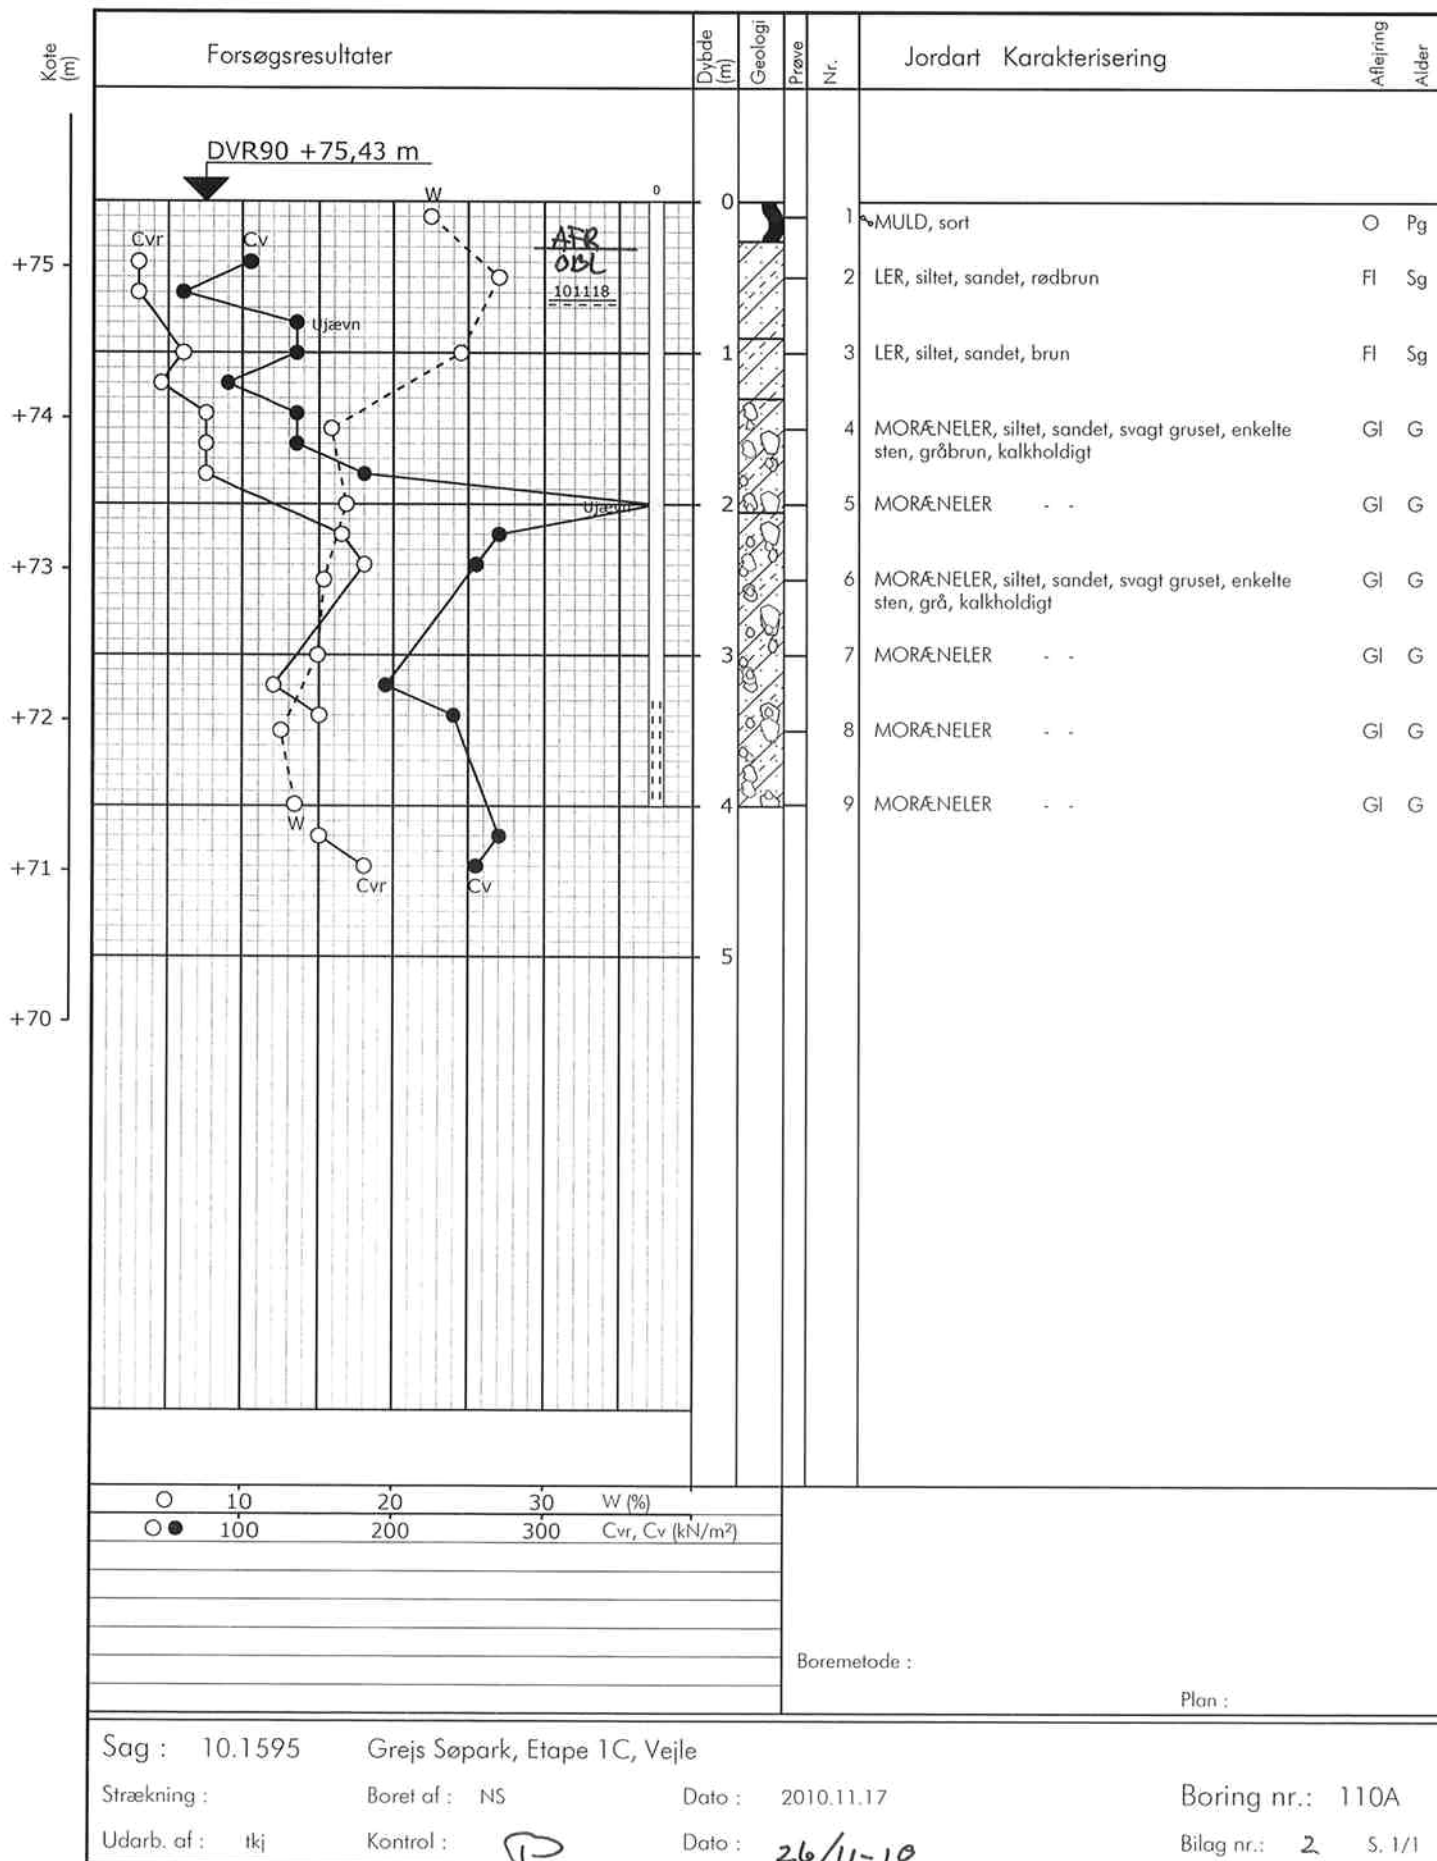 Kote (m)
Forsøgsresultater
Dybde (m)
Geologi
Prøve
Nr.
Jordart Karakterisering
Aflejring
Alder
DVR90 +75,43 m
W
0
0
1 MULD, sort O Pg
AFR
Cvr Cv
+75
OBL
2 LER, siltet, sandet, rødbrun Fl Sg
101118
Ujævn
1
3 LER, siltet, sandet, brun Fl Sg
+74
4 MORÆNELER, siltet, sandet, svagt gruset, enkelte Gl G
sten, gråbrun, kalkholdigt
Ujævn
2
5 MORÆNELER - - Gl G
+73
6 MORÆNELER, siltet, sandet, svagt gruset, enkelte Gl G
sten, grå, kalkholdigt
3
7 MORÆNELER - - Gl G
+72
8 MORÆNELER - - Gl G
4
9 MORÆNELER - - Gl G
W
+71
Cvr Cv
5
+70
10 20 30 W (%)
100 200 300 Cvr, Cv (kN/m²)
Boremetode :
Plan :
Sag : 10.1595 Grejs Søpark, Etape 1C, Vejle
Strækning : Boret af : NS Dato : 2010.11.17 Boring nr.: 110A
Udarb. af : tkj Kontrol : Dato : 26/11-10 Bilag nr.: 2 S. 1/1